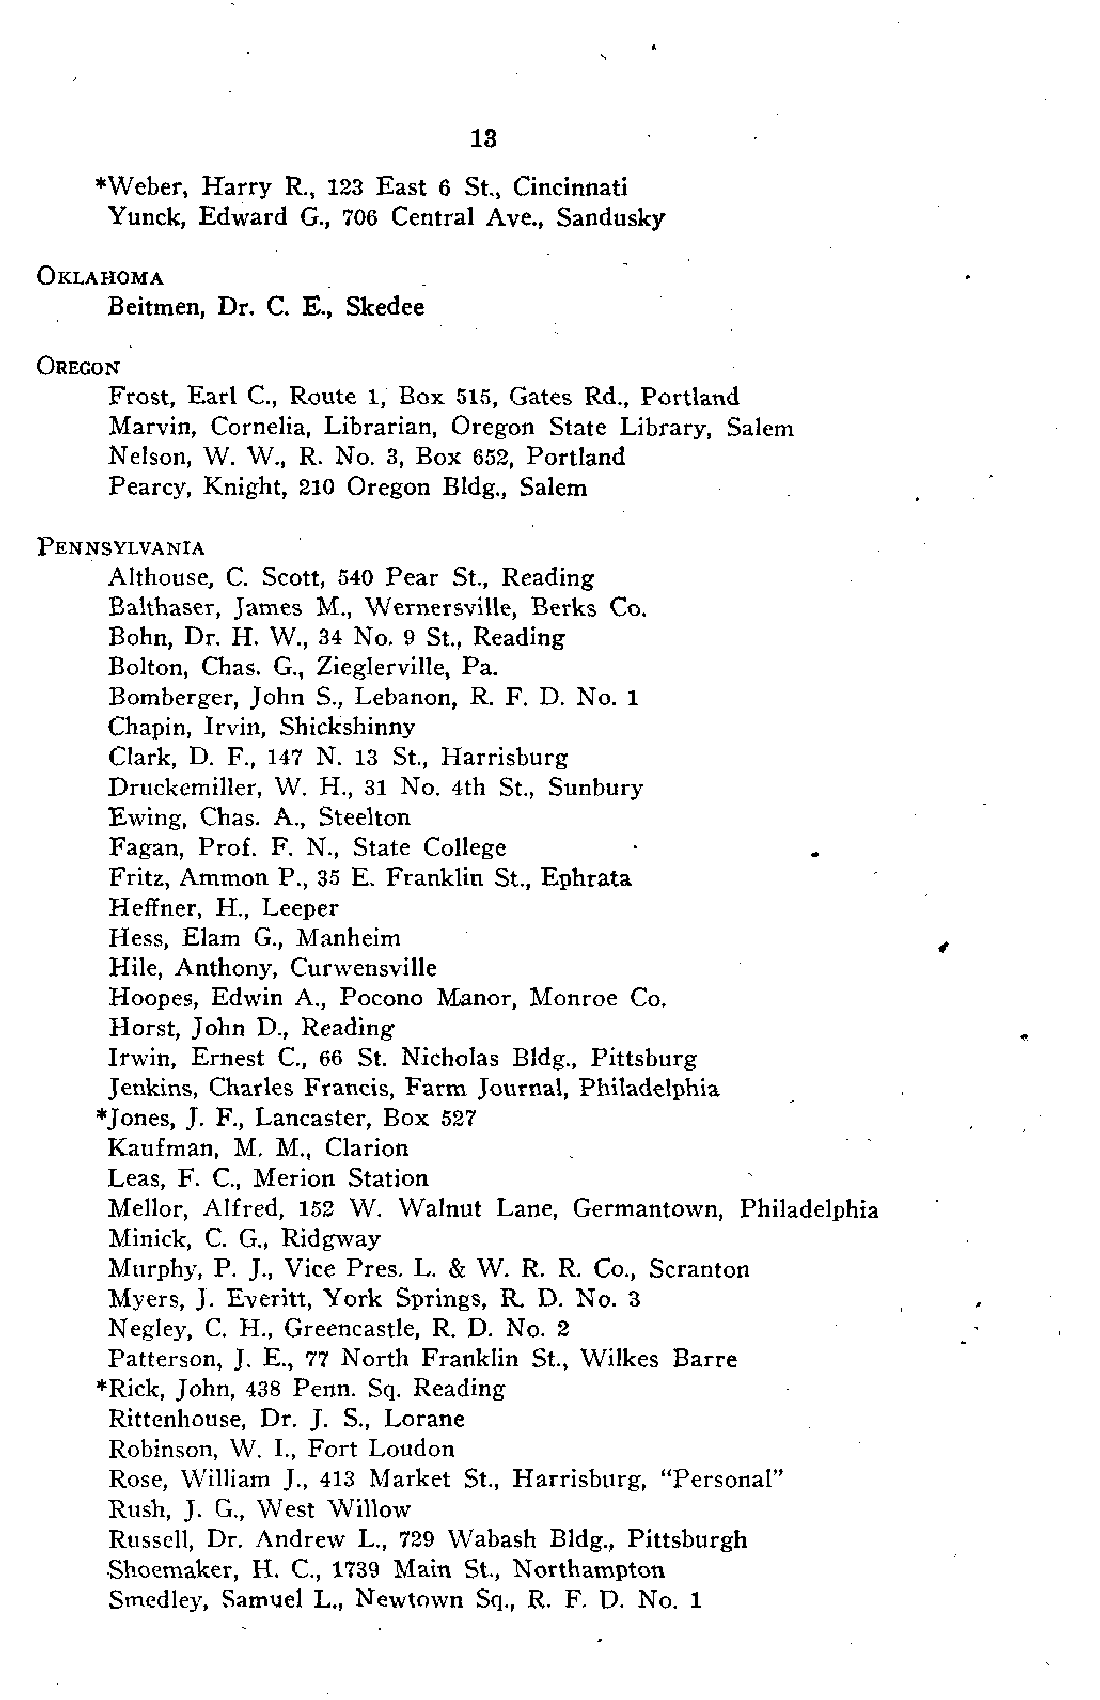 13
*Weber, Harry R., 123 East 6 St., Cincinnati
Yunck, Edward G., 706 Central Ave., Sandusky
OKLAHOMA
Beitmen, Dr. C. E., Skedee
OREGON
Frost, Earl C., Route 1, Box 515, Gates Rd., Portland
Marvin, Cornelia, Librarian, Oregon State Library, Salem
Nelson, W. W., R. No. 3, Box 652, Portland
Pearcy, Knight, 210 Oregon Bldg., Salem
PENNSYLVANIA
Althouse, C. Scott, 540 Pear St., Reading
Balthaser, James M., Wernersville, Berks Co.
Bohn, Dr. H. W., 34 No. 9 St., Reading
Bolton, Chas. G., Zieglerville, Pa.
Bomberger, John S., Lebanon, R. F. D. No. 1
Chapin, Irvin, Shickshinny
Clark, D. F., 147 N. 13 St., Harrisburg
Druckemiller, W. H., 31 No. 4th St., Sunbury
Ewing, Chas. A., Steelton
Fagan, Prof. F. N., State College
Fritz, Ammon P., 35 E. Franklin St., Ephrata
Heffner, H., Leeper
Hess, Elam G., Manheim
Hile, Anthony, Curwensville
Hoopes, Edwin A., Pocono Manor, Monroe Co.
Horst, John D., Reading
Irwin, Ernest C., 66 St. Nicholas Bldg., Pittsburg
Jenkins, Charles Francis, Farm Journal, Philadelphia
*Jones, J. F., Lancaster, Box 527
Kaufman, M. M., Clarion
Leas, F. C., Merion Station
Mellor, Alfred, 152 W. Walnut Lane, Germantown, Philadelphia
Minick, C. G., Ridgway
Murphy, P. J., Vice Pres. L. & W. R. R. Co., Scranton
Myers, J. Everitt, York Springs, R. D. No. 3
Negley, C. H., Greencastle, R. D. No. 2
Patterson, J. E., 77 North Franklin St., Wilkes Barre
*Rick, John, 438 Penn. Sq. Reading
Rittenhouse, Dr. J. S., Lorane
Robinson, W. I., Fort Loudon
Rose, William J., 413 Market St., Harrisburg, “Personal”
Rush, J. G., West Willow
Russell, Dr. Andrew L., 729 Wabash Bldg., Pittsburgh
Shoemaker, H. C., 1739 Main St., Northampton
Smedley, Samuel L., Newtown Sq., R. F. D. No. 1